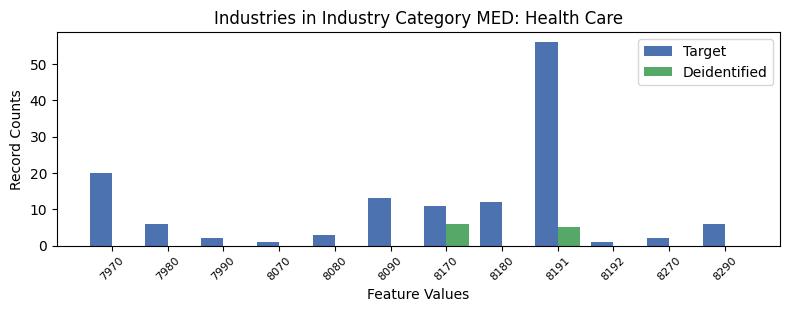 Industries in Industry Category MED: Health Care
Target
Deidentified
Record Counts
50
40
30
20
10
0
7970 7980 7990 8070 8080 8090 8170 8180 8191 8192 8270 8290
Feature Values